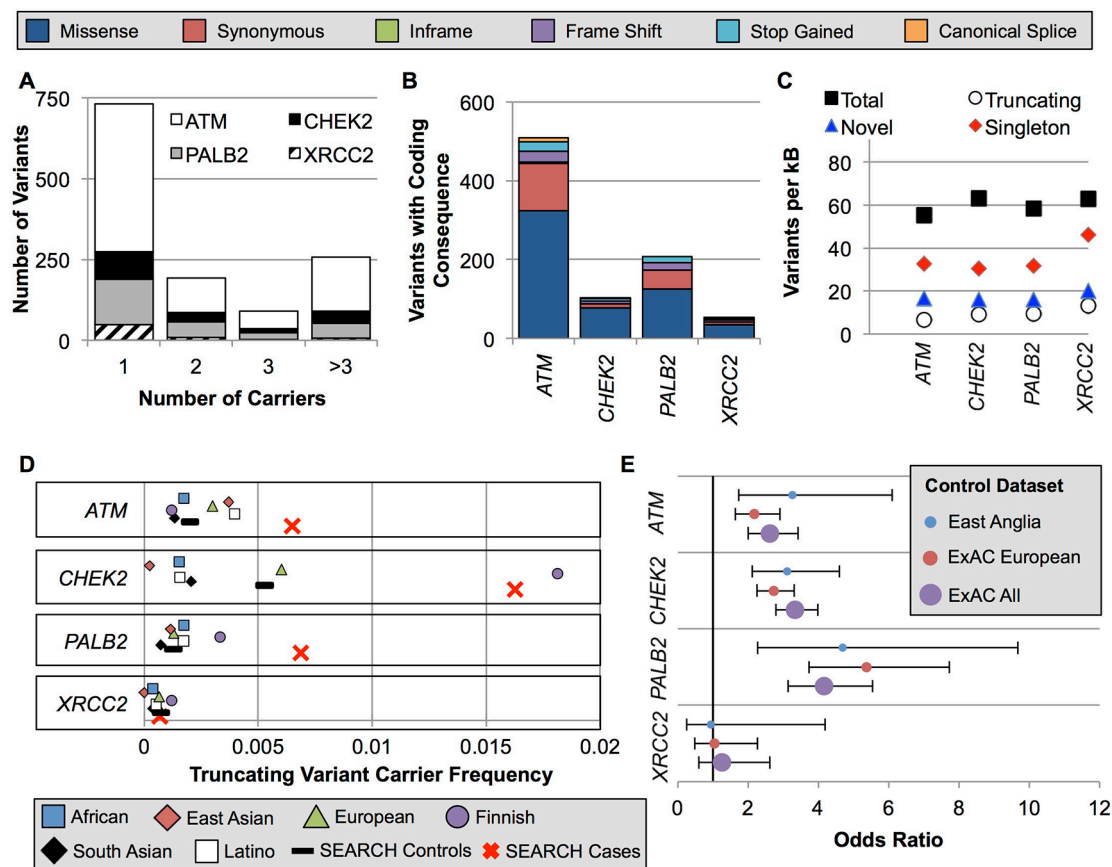 Missense Synonymous Inframe Frame Shift Stop Gained Canonical Splice
A
750
500
250
0
Number of Variants
ATM CHEK2
PALB2 XRCC2
1 2 3 >3
Number of Carriers
B
600
400
200
0
Variants with Coding
Consequence
ATM CHEK2 PALB2 XRCC2
C
Total Truncating
Novel Singleton
80
60
40
20
0
Variants per kB
ATM CHEK2 PALB2 XRCC2
D
ATM
CHEK2
PALB2
XRCC2
0 0.005 0.01 0.015 0.02
Truncating Variant Carrier Frequency
African East Asian European Finnish
South Asian Latino SEARCH Controls SEARCH Cases
E
ATM
CHEK2
PALB2
XRCC2
Control Dataset
East Anglia
ExAC European
ExAC All
0 2 4 6 8 10 12
Odds Ratio